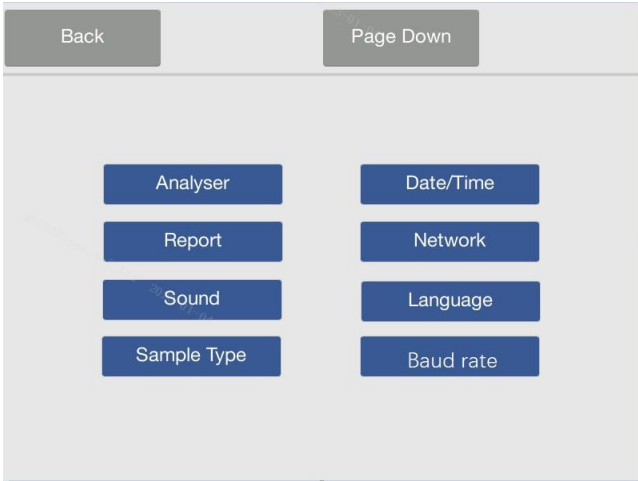 Back
Page Down
Analyser
Date/Time
Report
Network
Sound
Language
Sample Type
Baud rate